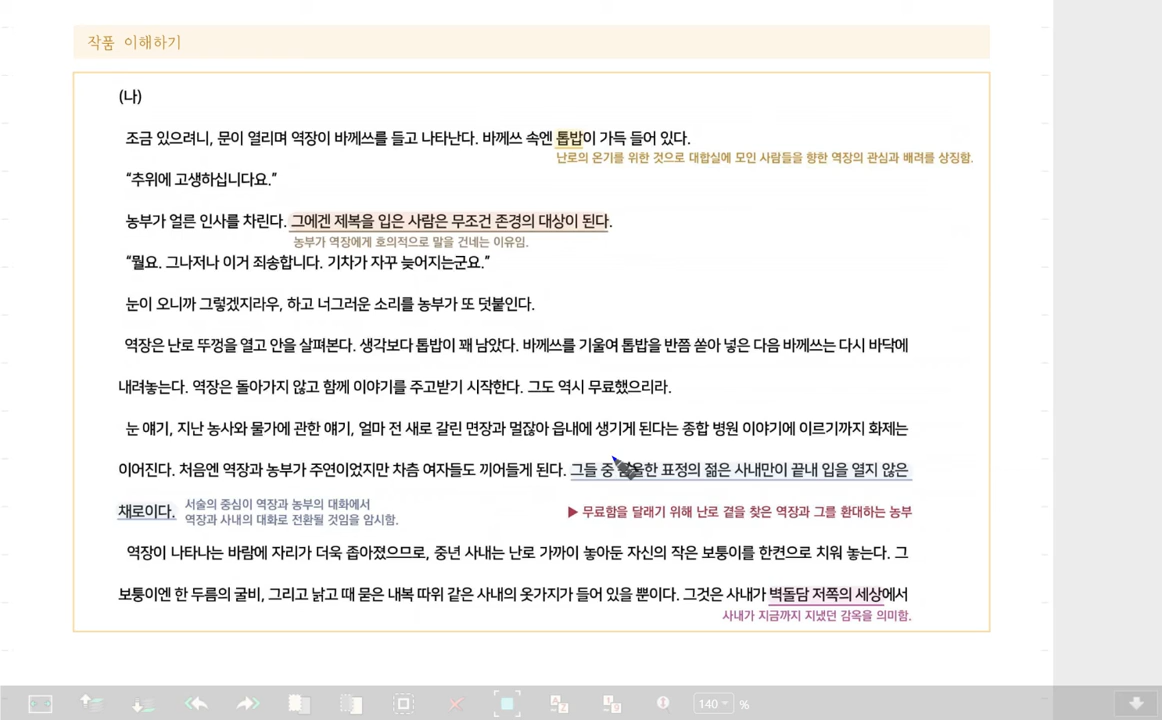 작품 이해하기
(나)
조금 있으려니, 문이 열리며 역장이 바께쓰를 들고 나타난다. 바께쓰 속엔 톱밥이 가득 들어 있다.
난로의 온기를 위한 것으로 대합실에 모인 사람들을 향한 역장의 관심과 배려를 상징함.
“추위에 고생하십니다요.”
농부가 얼른 인사를 차린다. 그에겐 제복을 입은 사람은 무조건 존경의 대상이 된다.
농부가 역장에게 호의적으로 말을 건네는 이유임.
“뭘요. 그나저나 이거 죄송합니다. 기차가 자꾸 늦어지는군요.”
눈이 오니까 그렇겠지라우, 하고 너그러운 소리를 농부가 또 덧붙인다.
역장은 난로 뚜껑을 열고 안을 살펴본다. 생각보다 톱밥이 꽤 남았다. 바께쓰를 기울여 톱밥을 반쯤 쏟아 넣은 다음 바께쓰는 다시 바닥에
내려놓는다. 역장은 돌아가지 않고 함께 이야기를 주고받기 시작한다. 그도 역시 무료했으리라.
눈 얘기, 지난 농사와 물가에 관한 얘기, 얼마 전 새로 갈린 면장과 멀잖아 읍내에 생기게 된다는 종합 병원 이야기에 이르기까지 화제는
이어진다. 처음엔 역장과 농부가 주연이었지만 차츰 여자들도 끼어들게 된다. 그들 중 표정의 젊은 사내만이 끝내 입을 열지 않은
채로이다.
서술의 중심이 역장과 농부의 대화에서
역장과 사내의 대화로 전환될 것임을 암시함.
▶ 무료함을 달래기 위해 난로 곁을 찾은 역장과 그를 환대하는 농부
역장이 나타나는 바람에 자리가 더욱 좁아졌으므로, 중년 사내는 난로 가까이 놓아둔 자신의 작은 보퉁이를 한켠으로 치워 놓는다. 그
보퉁이엔 한 두름의 굴비, 그리고 낡고 때 묻은 내복 따위 같은 사내의 옷가지가 들어 있을 뿐이다. 그것은 사내가 벽돌담 저쪽의 세상에서
사내가 지금까지 지냈던 감옥을 의미함.
140 %